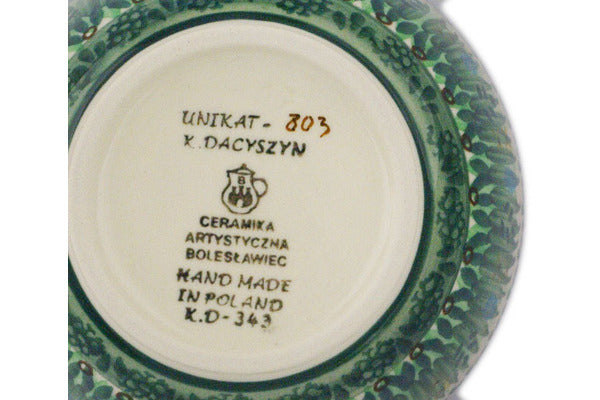 UNIKAT - 803
K.DACYSZYN
B
CERAMIKA
ARTYSTYCZNA
BOLESŁAWIEC
HAND MADE
IN POLAND
K.D-343